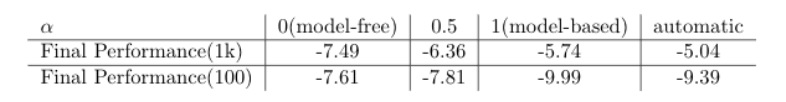 α 0(model-free) 0.5 1(model-based) automatic
Final Performance(1k) -7.49 -6.36 -5.74 -5.04
Final Performance(100) -7.61 -7.81 -9.99 -9.39